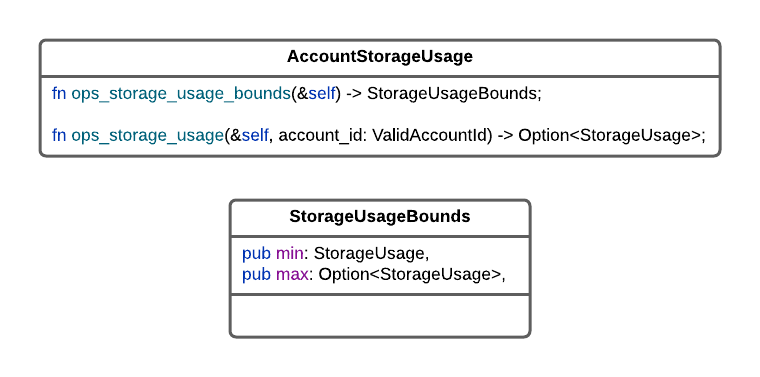 AccountStorageUsage
fn ops_storage_usage_bounds(&self) -> StorageUsageBounds;
fn ops_storage_usage(&self, account_id: ValidAccountId) -> Option<StorageUsage>;
StorageUsageBounds
pub min: StorageUsage,
pub max: Option<StorageUsage>,